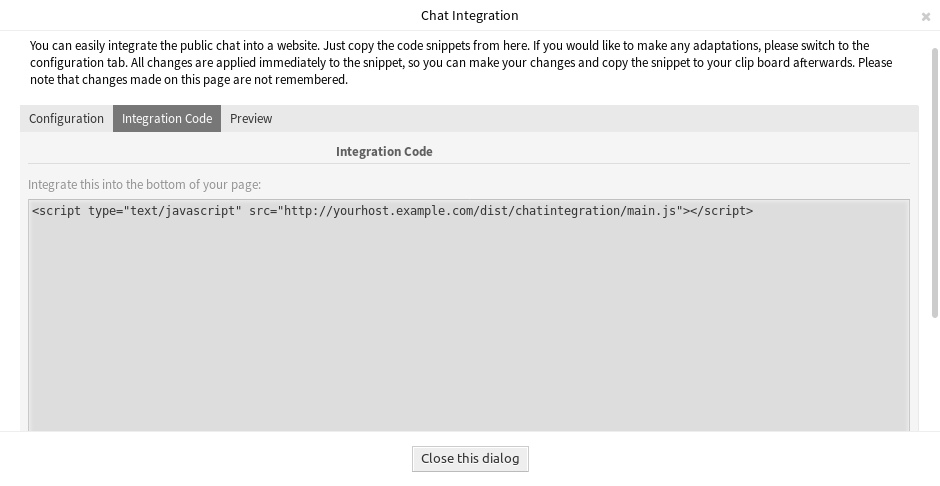 Chat Integration
You can easily integrate the public chat into a website. Just copy the code snippets from here. If you would like to make any adaptations, please switch to the
configuration tab. All changes are applied immediately to the snippet, so you can make your changes and copy the snippet to your clip board afterwards. Please
note that changes made on this page are not remembered.
Configuration Integration Code Preview
Integration Code
Integrate this into the bottom of your page:
<script type="text/javascript" src="http://yourhost.example.com/dist/chatintegration/main.js"></script>
Close this dialog